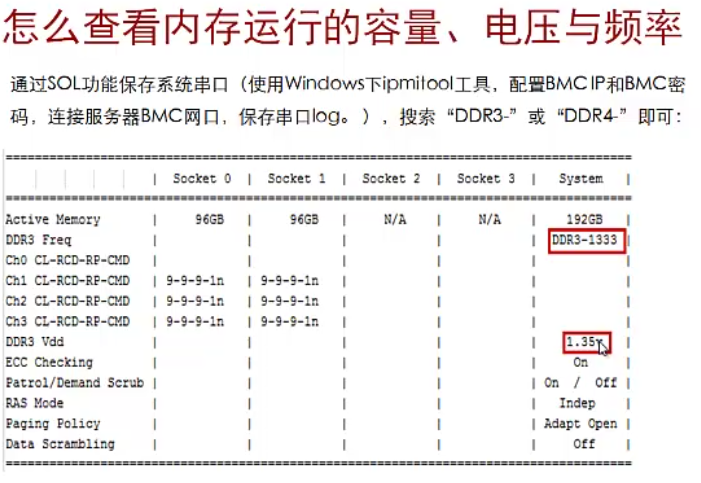 怎么查看内存运行的容量、电压与频率
通过SOL功能保存系统串口（使用Windows下ipmitool工具，配置BMC IP和BMC密
码，连接服务器BMC网口，保存串口log。），搜索“DDR3-”或“DDR4-”即可：
| Socket 0 | Socket 1 | Socket 2 | Socket 3 | System |
Active Memory | 96GB | 96GB | N/A | N/A | 192GB |
DDR3 Freq | | | | | DDR3-1333 |
Ch0 CL-RCD-RP-CMD | | | | | |
Ch1 CL-RCD-RP-CMD | 9-9-9-1n | 9-9-9-1n | | | |
Ch2 CL-RCD-RP-CMD | 9-9-9-1n | 9-9-9-1n | | | |
Ch3 CL-RCD-RP-CMD | 9-9-9-1n | 9-9-9-1n | | | |
DDR3 Vdd | | | | | 1.35v |
ECC Checking | | | | | On |
Patrol/Demand Scrub | | | | | On / Off |
RAS Mode | | | | | Indep |
Paging Policy | | | | | Adapt Open |
Data Scrambling | | | | | Off |